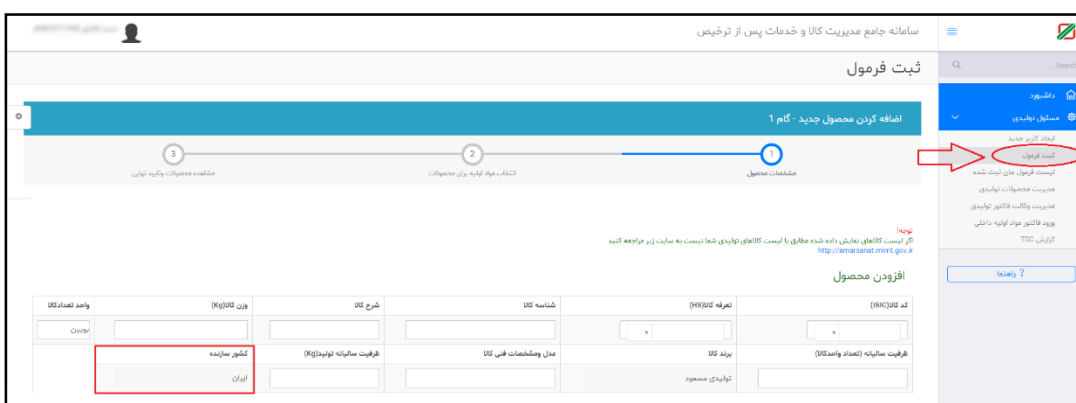 سامانه جامع مدیریت کالا و خدمات پس از ترخیص
ثبت فرمول
Search
داشبورد
مسئول تولیدی
ایجاد کاربر جدید
ثبت فرمول
لیست فرمول های ثبت شده
مدیریت محصولات تولیدی
مدیریت وکالت فاکتور تولیدی
ورود فاکتور مواد اولیه داخلی
گزارش TSC
راهنما ?
اضافه کردن محصول جدید - گام 1
1 2 3
مشخصات محصول
انتخاب مواد اولیه برای محصولات
مشاهده محصولات وتایید نهایی
توجه!
اگر لیست کالاهای نمایش داده شده مطابق با لیست کالاهای تولیدی شما نیست به سایت زیر مراجعه کنید
http://amarsanat.mimt.gov.ir
افزودن محصول
کد کالا(ISIC) تعرفه کالا(HS) شناسه کالا شرح کالا وزن کالا(Kg) واحد تعدادکالا
بوبین
ظرفیت سالیانه (تعداد واحدکالا) برند کالا مدل ومشخصات فنی کالا ظرفیت سالیانه تولید(Kg) کشور سازنده
تولیدی مسعود ایران